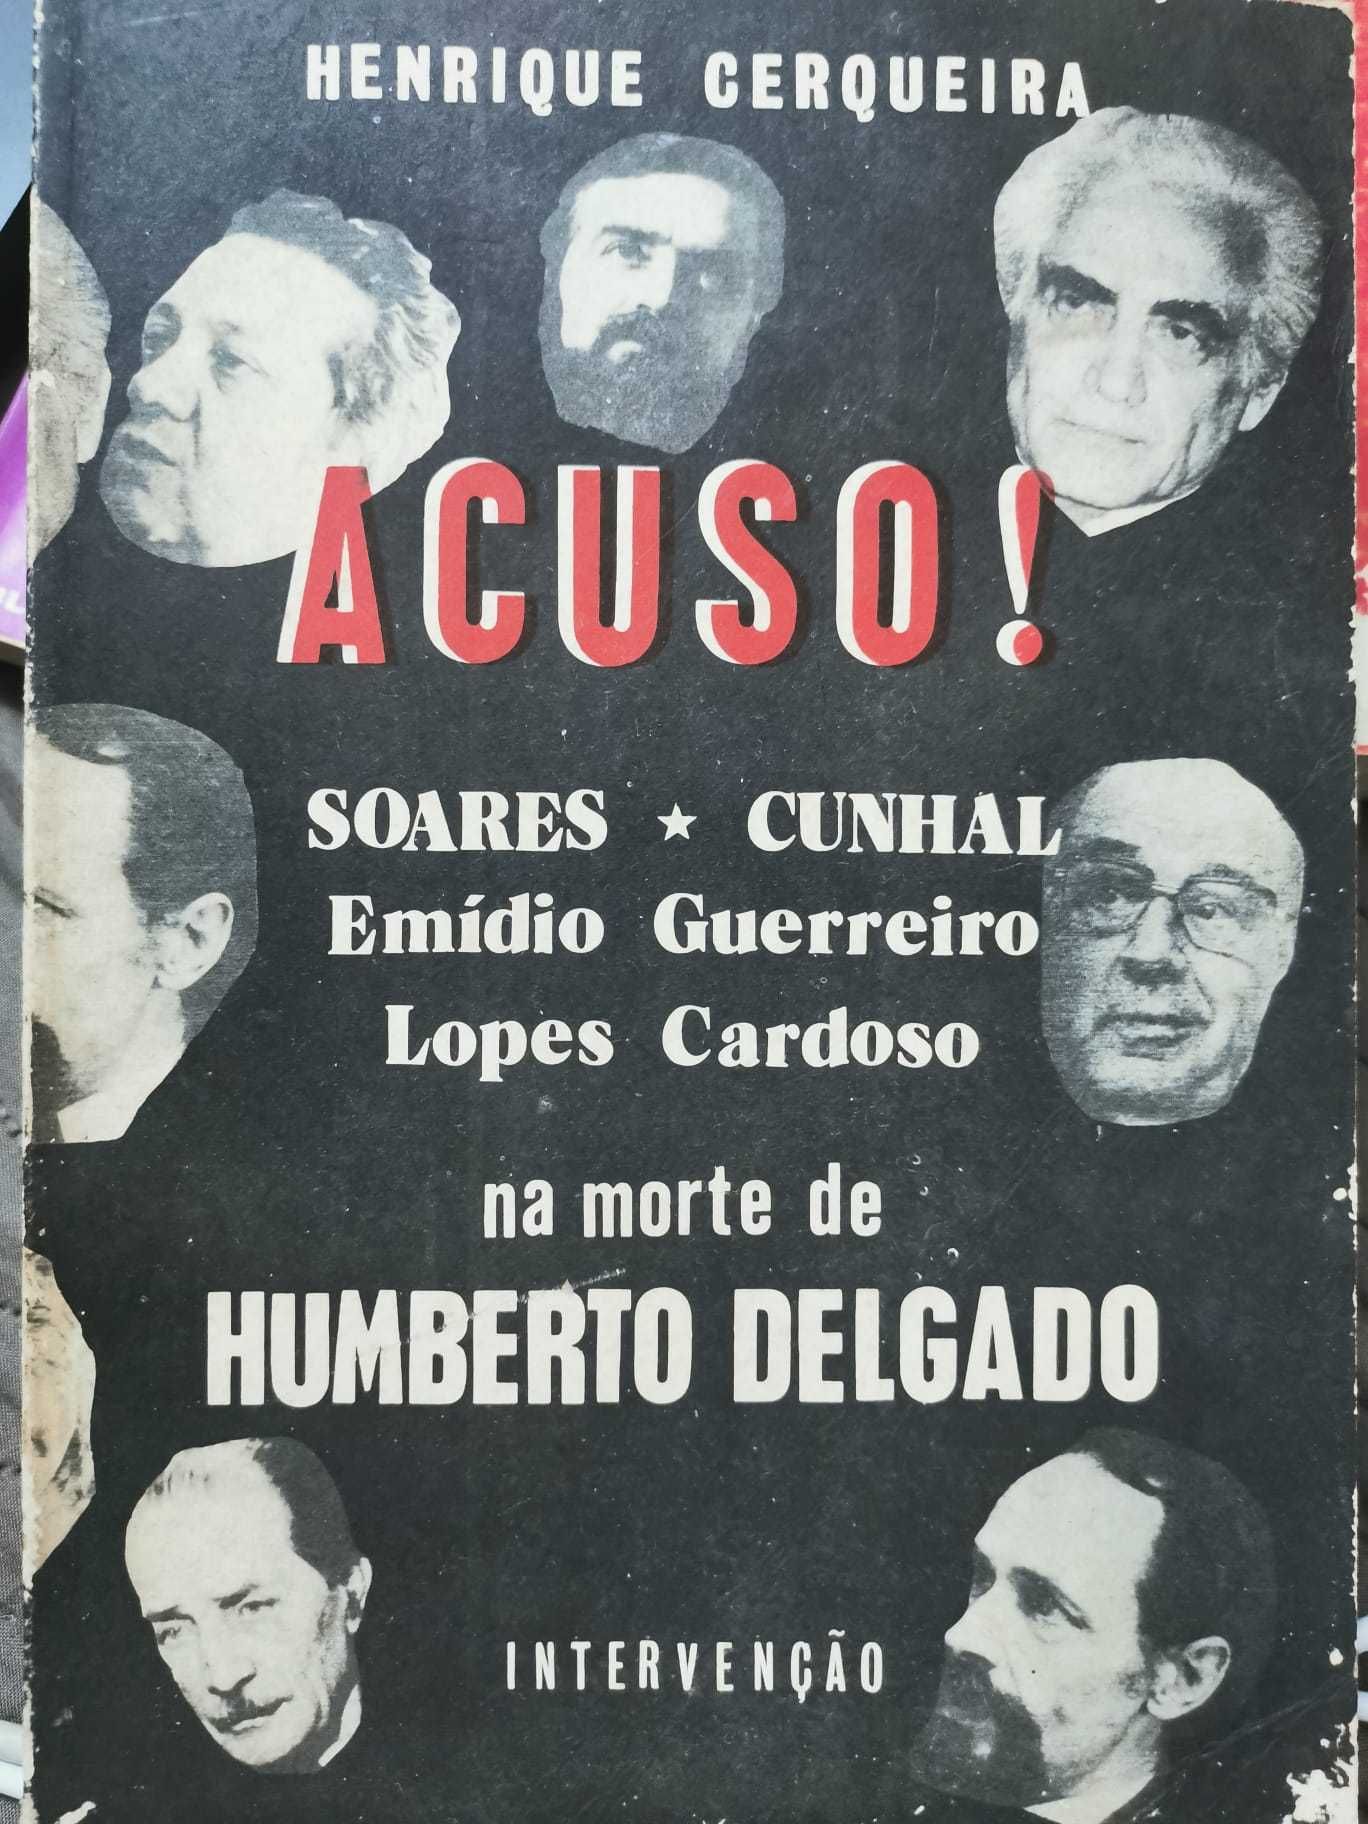 HENRIQUE CERQUEIRA
ACUSO!
SOARES ★ CUNHAL
Emídio Guerreiro
Lopes Cardoso
na morte de
HUMBERTO DELGADO
INTERVENÇÃO